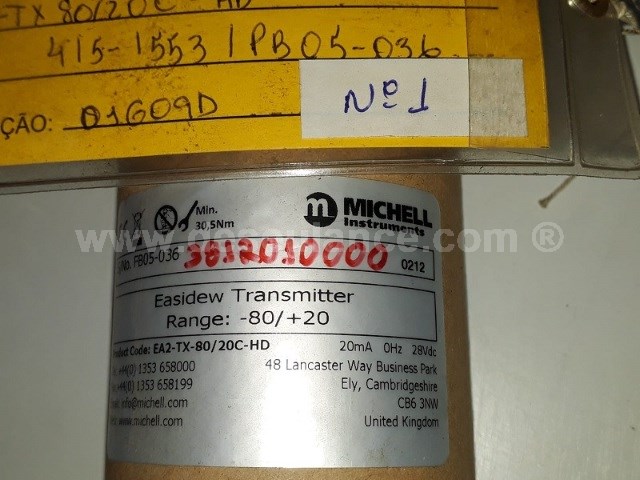 -TX 80/20C-HD
415-1553 / PB05-036
ÇÃO: 01609D
Nº 1
Min.
30,5Nm
m MICHELL
Instruments
No. PB05-036 3812010000 0212
www. .com ®
Easidew Transmitter
Range: -80/+20
Product Code: EA2-TX-80/20C-HD 20mA 0Hz 28Vdc
+44(0) 1353 658000 48 Lancaster Way Business Park
+44(0) 1353 658199 Ely, Cambridgeshire
info@michell.com CB6 3NW
www.michell.com United Kingdom